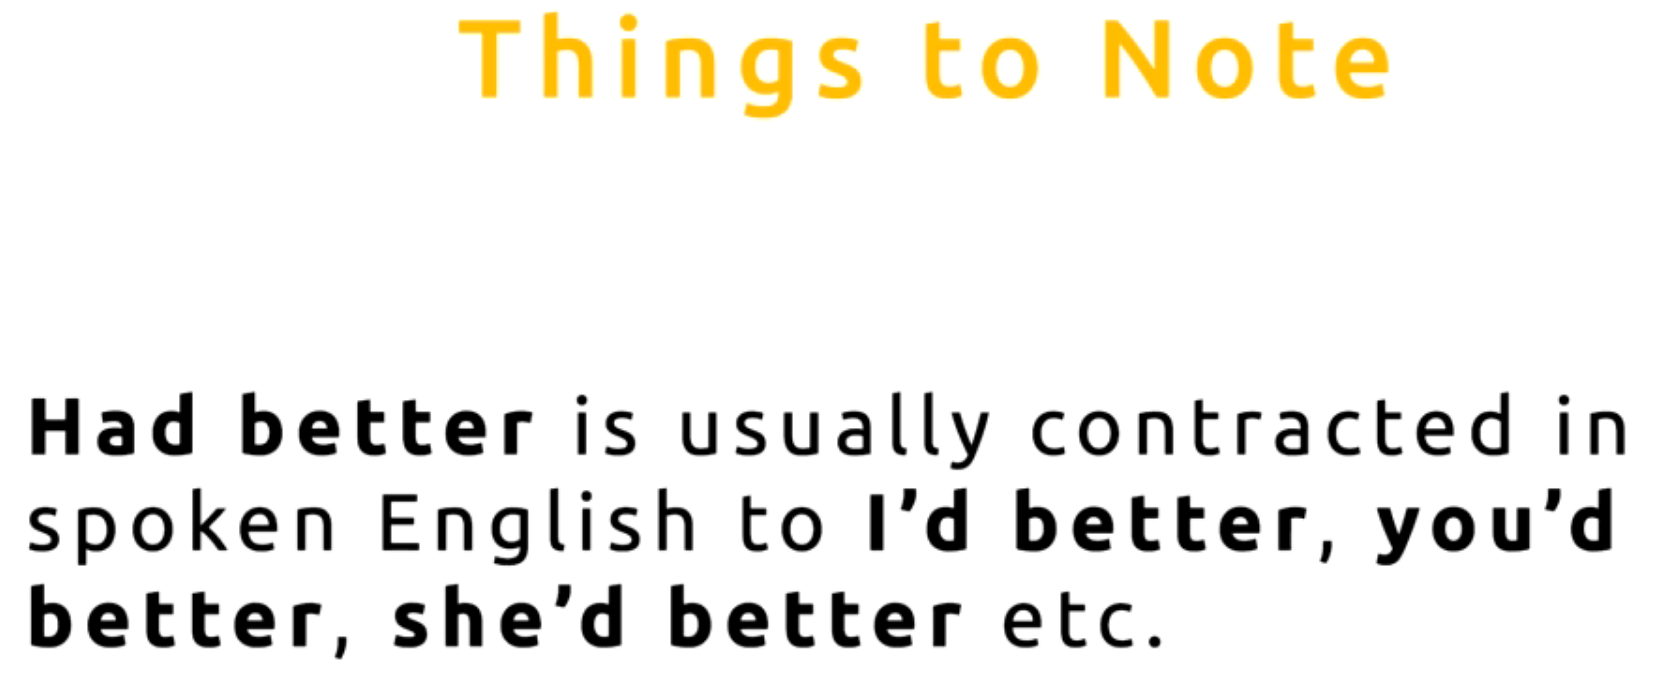 Things to Note
Had better is usually contracted in
spoken English to I’d better, you’d
better, she’d better etc.